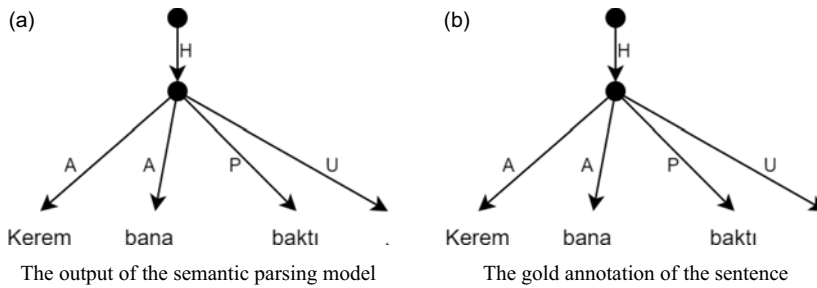 (a) (b)
H H
A A P U A A P U
Kerem bana baktı . Kerem bana baktı
The output of the semantic parsing model The gold annotation of the sentence